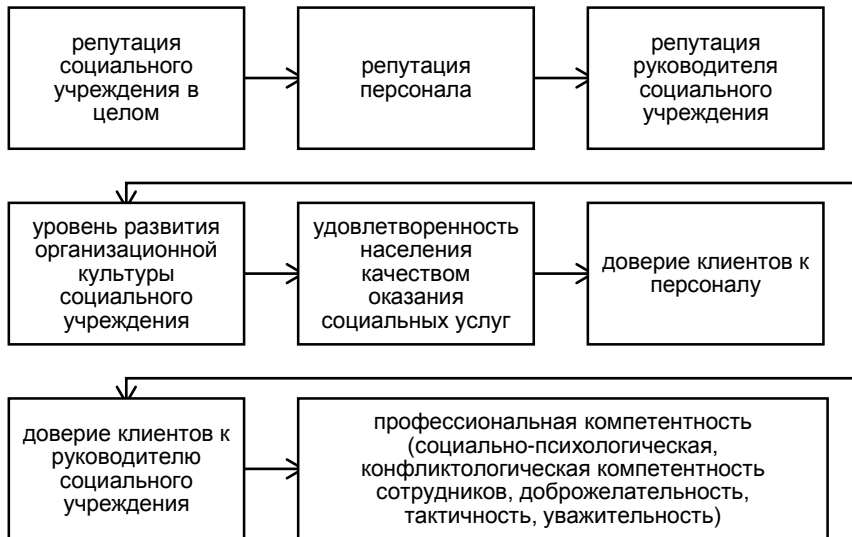 репутация
социального
учреждения в
целом
репутация
персонала
репутация
руководителя
социального
учреждения
уровень развития
организационной
культуры
социального
учреждения
удовлетворенность
населения
качеством
оказания
социальных услуг
доверие клиентов к
персоналу
доверие клиентов к
руководителю
социального
учреждения
профессиональная компетентность
(социально-психологическая,
конфликтологическая компетентность
сотрудников, доброжелательность,
тактичность, уважительность)